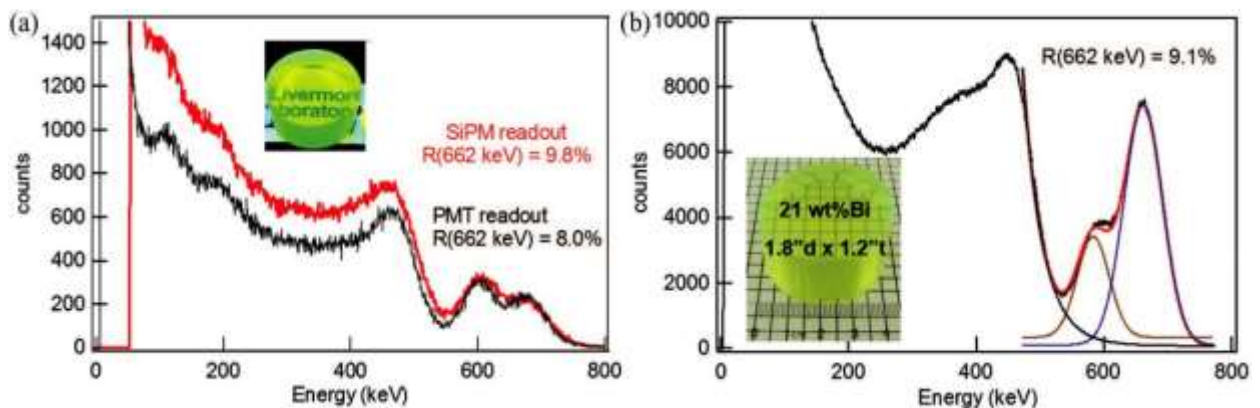 (a)
1400
1200
1000
800
600
400
200
0
counts
0
200
400
600
800
Energy (keV)
Livermor
aborator
SiPM readout
R(662 keV) = 9.8%
PMT readout
R(662 keV) = 8.0%
(b)
10000
8000
6000
4000
2000
0
counts
0
200
400
600
800
Energy (keV)
R(662 keV) = 9.1%
21 wt%Bi
1.8"d x 1.2"t